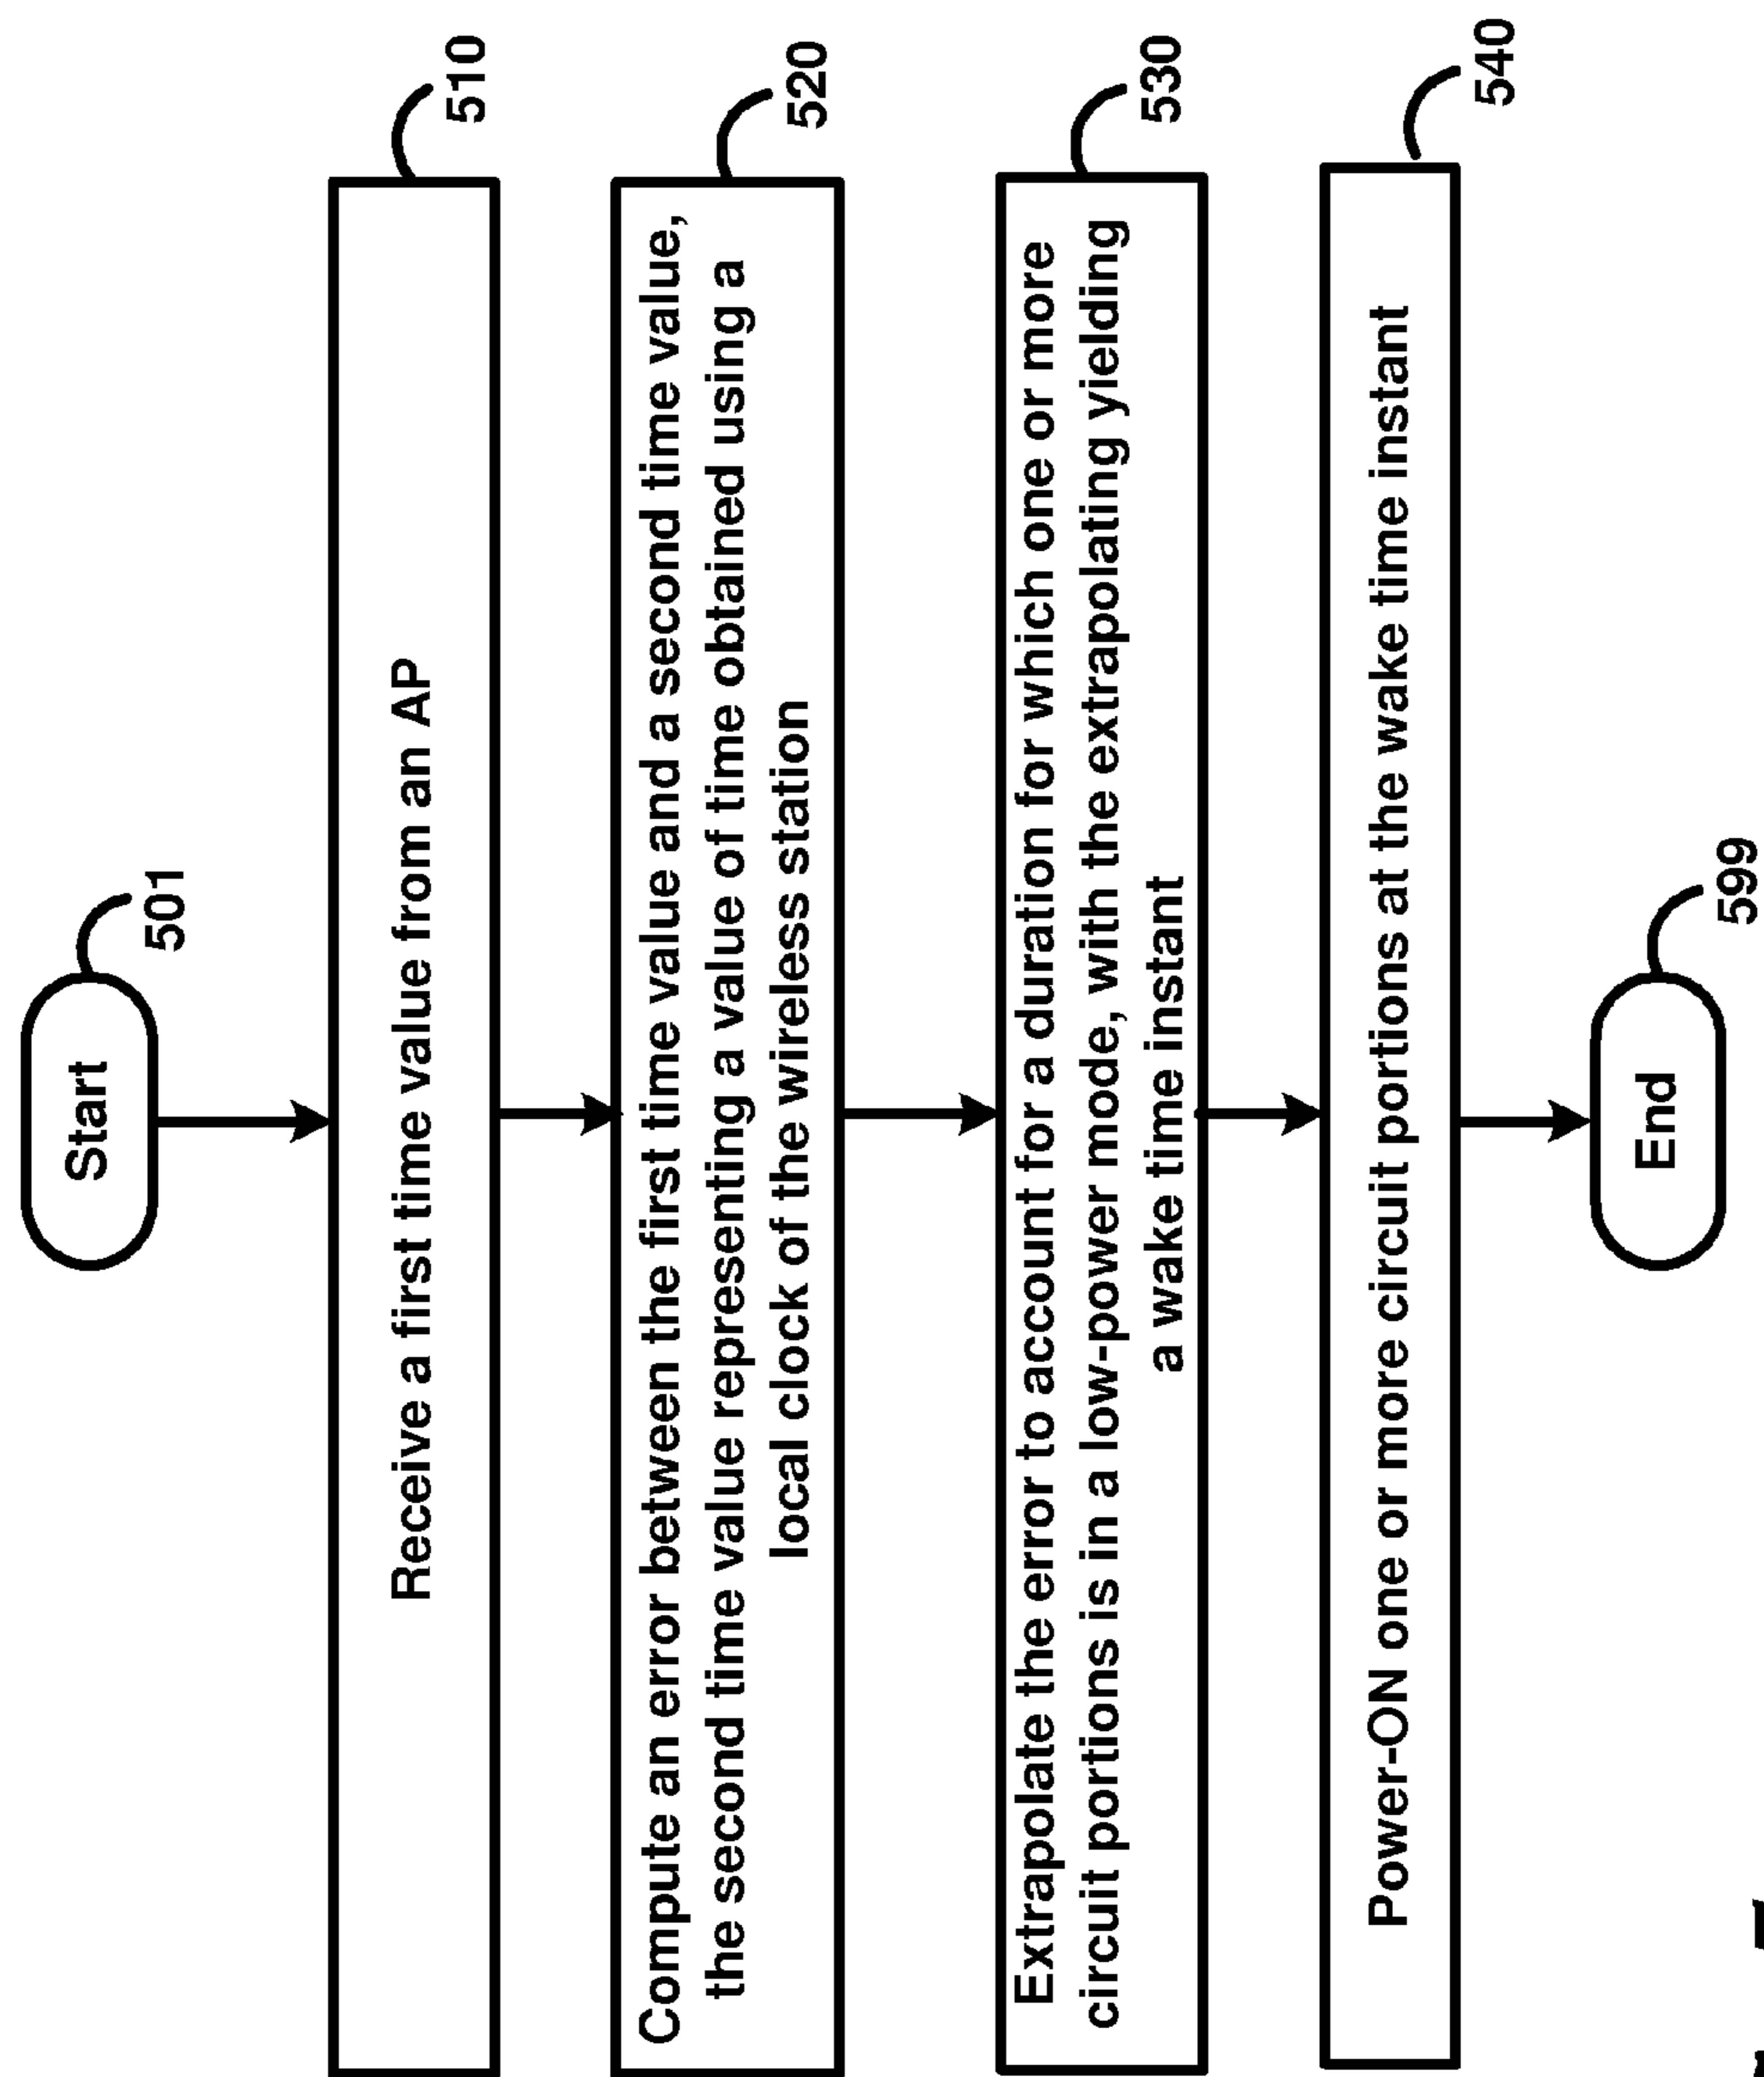 Start
501
Receive a first time value from an AP
510
Compute an error between the first time value and a second time value,
the second time value representing a value of time obtained using a
local clock of the wireless station
520
Extrapolate the error to account for a duration for which one or more
circuit portions is in a low-power mode, with the extrapolating yielding
a wake time instant
530
Power-ON one or more circuit portions at the wake time instant
540
End
599